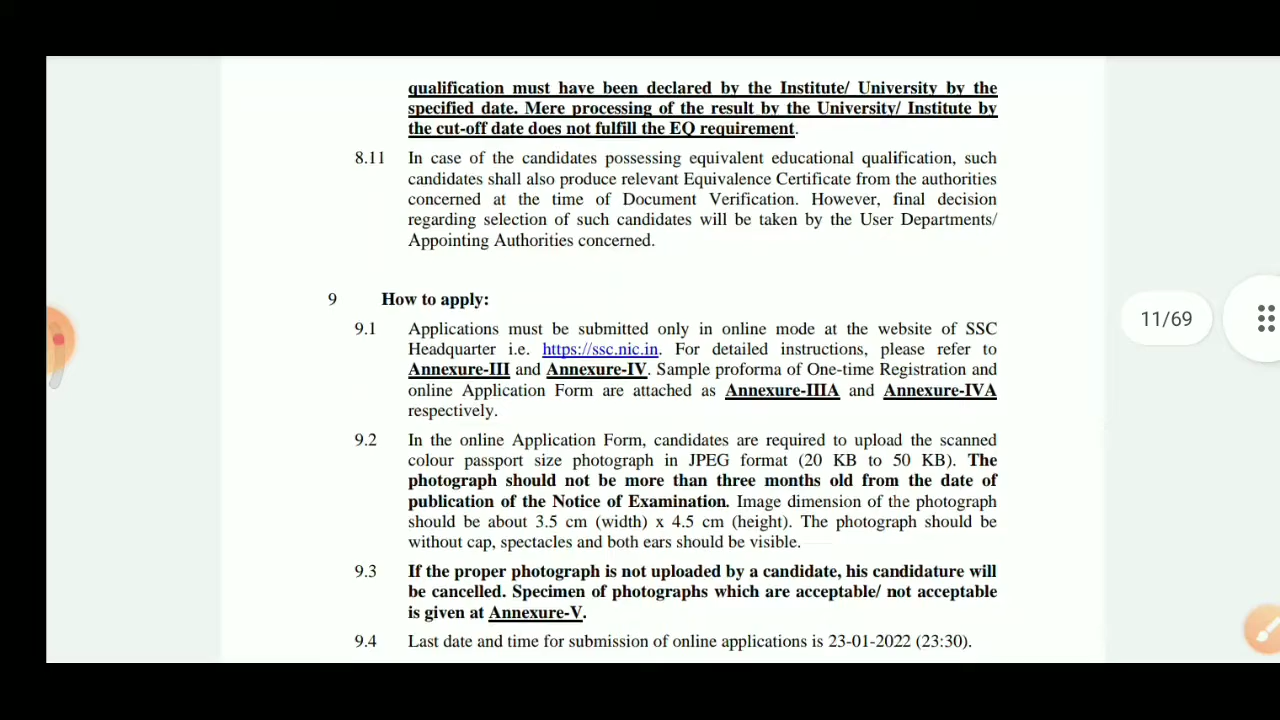 qualification must have been declared by the Institute/ University by the
specified date. Mere processing of the result by the University/ Institute by
the cut-off date does not fulfill the EQ requirement.
8.11 In case of the candidates possessing equivalent educational qualification, such
candidates shall also produce relevant Equivalence Certificate from the authorities
concerned at the time of Document Verification. However, final decision
regarding selection of such candidates will be taken by the User Departments/
Appointing Authorities concerned.
9 How to apply:
9.1 Applications must be submitted only in online mode at the website of SSC
Headquarter i.e. https://ssc.nic.in. For detailed instructions, please refer to
Annexure-III and Annexure-IV. Sample proforma of One-time Registration and
online Application Form are attached as Annexure-IIIA and Annexure-IVA
respectively.
11/69
9.2 In the online Application Form, candidates are required to upload the scanned
colour passport size photograph in JPEG format (20 KB to 50 KB). The
photograph should not be more than three months old from the date of
publication of the Notice of Examination. Image dimension of the photograph
should be about 3.5 cm (width) x 4.5 cm (height). The photograph should be
without cap, spectacles and both ears should be visible.
9.3 If the proper photograph is not uploaded by a candidate, his candidature will
be cancelled. Specimen of photographs which are acceptable/ not acceptable
is given at Annexure-V.
9.4 Last date and time for submission of online applications is 23-01-2022 (23:30).